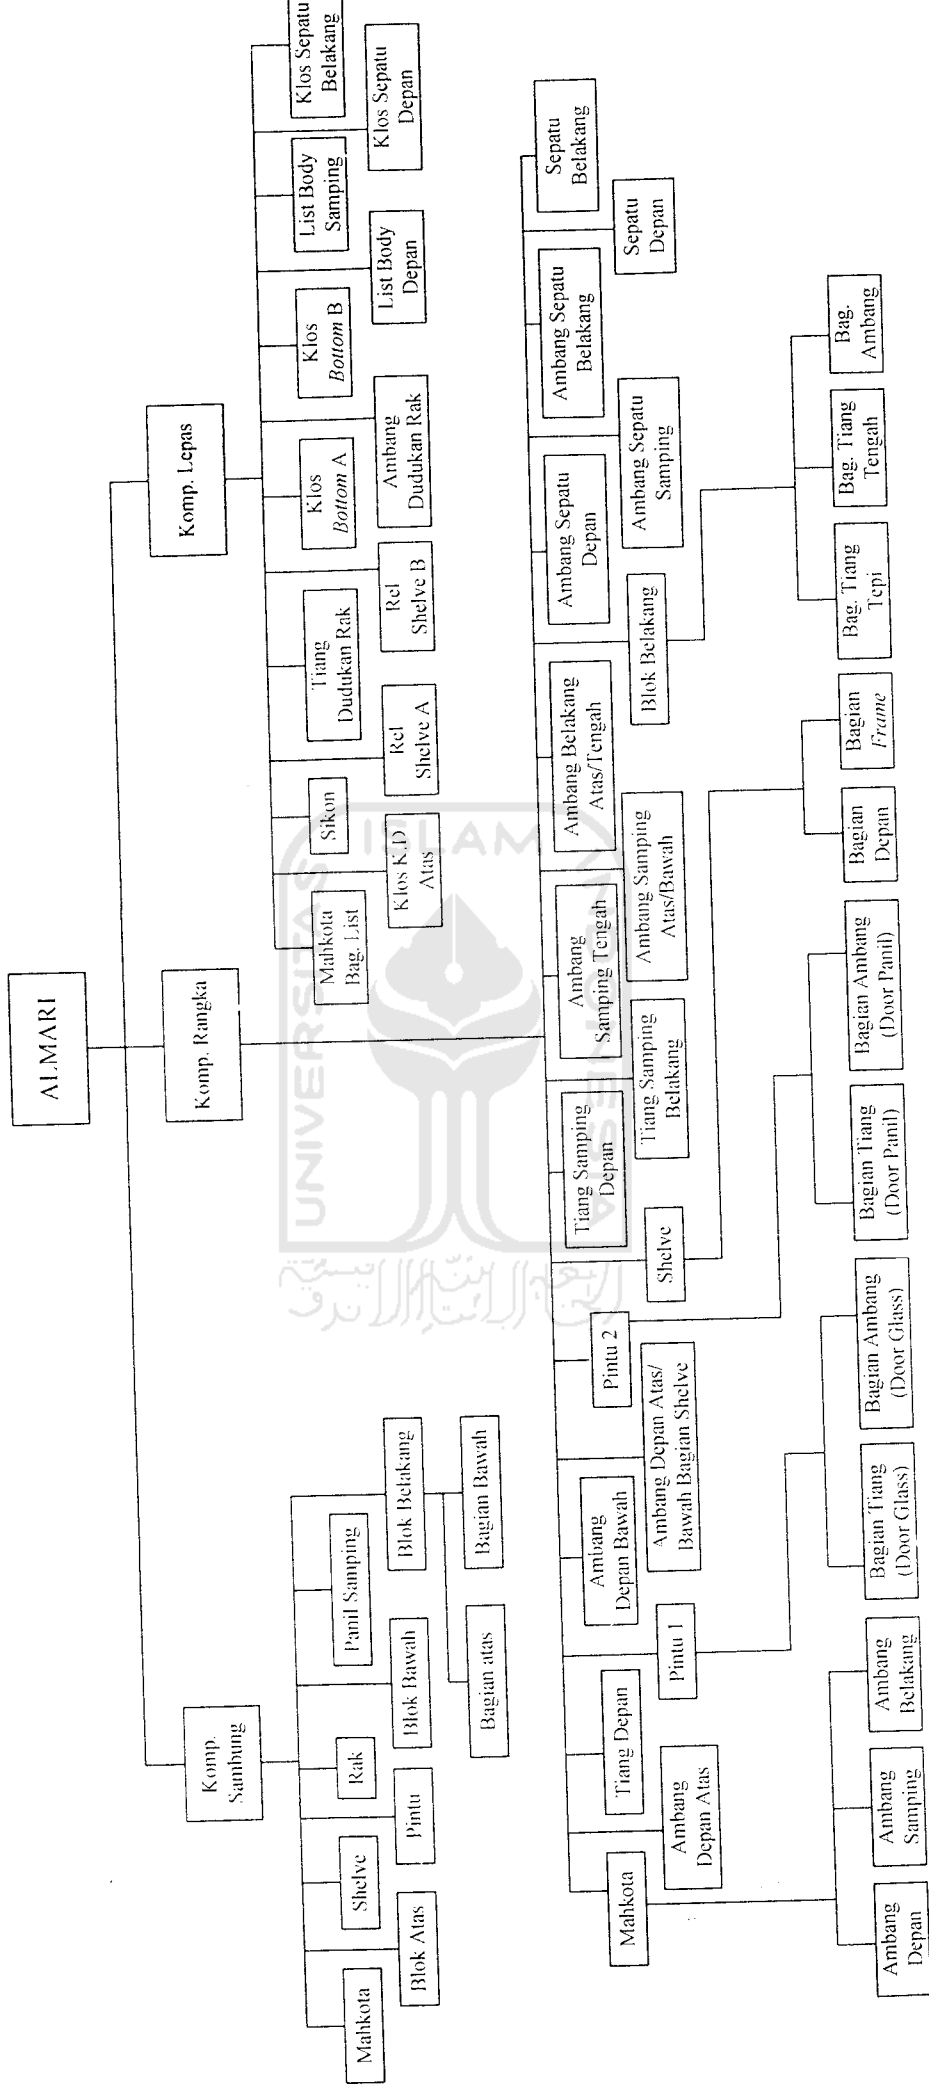 ALMARI
Komp.
Sambung
Komp. Rangka
Komp. Lepas
Mahkota
Blok Atas
Shelve
Pintu
Rak
Blok Bawah
Panil Samping
Blok Belakang
Bagian atas
Bagian Bawah
Mahkota
Bag. List
Klos K.D
Atas
Sikon
Rel
Shelve A
Tiang
Dudukan Rak
Rel
Shelve B
Klos
Bottom A
Ambang
Dudukan Rak
Klos
Bottom B
List Body
Depan
List Body
Samping
Klos Sepatu
Depan
Klos Sepatu
Belakang
Mahkota
Ambang
Depan Atas
Tiang Depan
Pintu 1
Ambang
Depan Bawah
Ambang Depan Atas/
Bawah Bagian Shelve
Pintu 2
Shelve
Tiang Samping
Depan
Tiang Samping
Belakang
Ambang
Samping Tengah
Ambang Samping
Atas/Bawah
Ambang Belakang
Atas/Tengah
Blok Belakang
Ambang Sepatu
Depan
Ambang Sepatu
Samping
Ambang Sepatu
Belakang
Sepatu
Depan
Sepatu
Belakang
Ambang
Depan
Ambang
Samping
Ambang
Belakang
Bagian Tiang
(Door Glass)
Bagian Ambang
(Door Glass)
Bagian Tiang
(Door Panil)
Bagian Ambang
(Door Panil)
Bagian
Depan
Bagian
Frame
Bag. Tiang
Tepi
Bag. Tiang
Tengah
Bag.
Ambang
UNIVERSITAS
ISLAM
INDONESIA